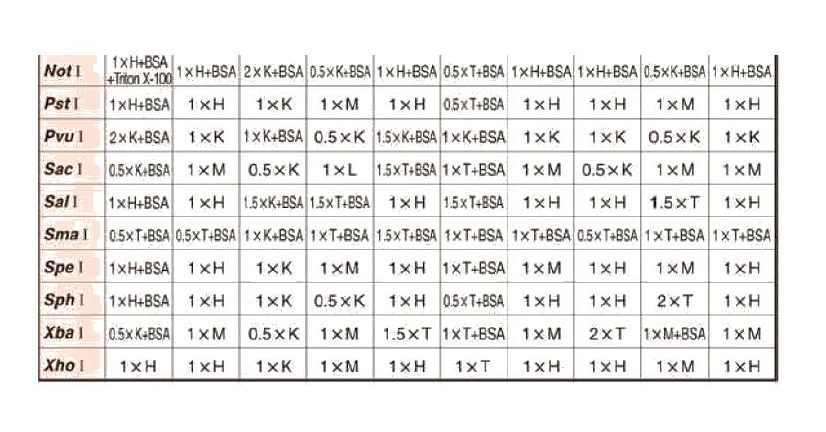 Not I 1×H+BSA +Triton X-100 1×H+BSA 2×K+BSA 0.5×K+BSA 1×H+BSA 0.5×T+BSA 1×H+BSA 1×H+BSA 0.5×K+BSA 1×H+BSA
Pst I 1×H+BSA 1×H 1×K 1×M 1×H 0.5×T+BSA 1×H 1×H 1×M 1×H
Pvu I 2×K+BSA 1×K 1×K+BSA 0.5×K 1.5×K+BSA 1×K+BSA 1×K 1×K 0.5×K 1×K
Sac I 0.5×K+BSA 1×M 0.5×K 1×L 1.5×T+BSA 1×T+BSA 1×M 0.5×K 1×M 1×M
Sal I 1×H+BSA 1×H 1.5×K+BSA 1.5×T+BSA 1×H 1.5×T+BSA 1×H 1×H 1.5×T 1×H
Sma I 0.5×T+BSA 0.5×T+BSA 1×K+BSA 1×T+BSA 1.5×T+BSA 1×T+BSA 1×T+BSA 0.5×T+BSA 1×T+BSA 1×T+BSA
Spe I 1×H+BSA 1×H 1×K 1×M 1×H 1×T+BSA 1×M 1×H 1×M 1×H
Sph I 1×H+BSA 1×H 1×K 0.5×K 1×H 0.5×T+BSA 1×H 1×H 2×T 1×H
Xba I 0.5×K+BSA 1×M 0.5×K 1×M 1.5×T 1×T+BSA 1×M 2×T 1×M+BSA 1×M
Xho I 1×H 1×H 1×K 1×M 1×H 1×T 1×H 1×H 1×M 1×H